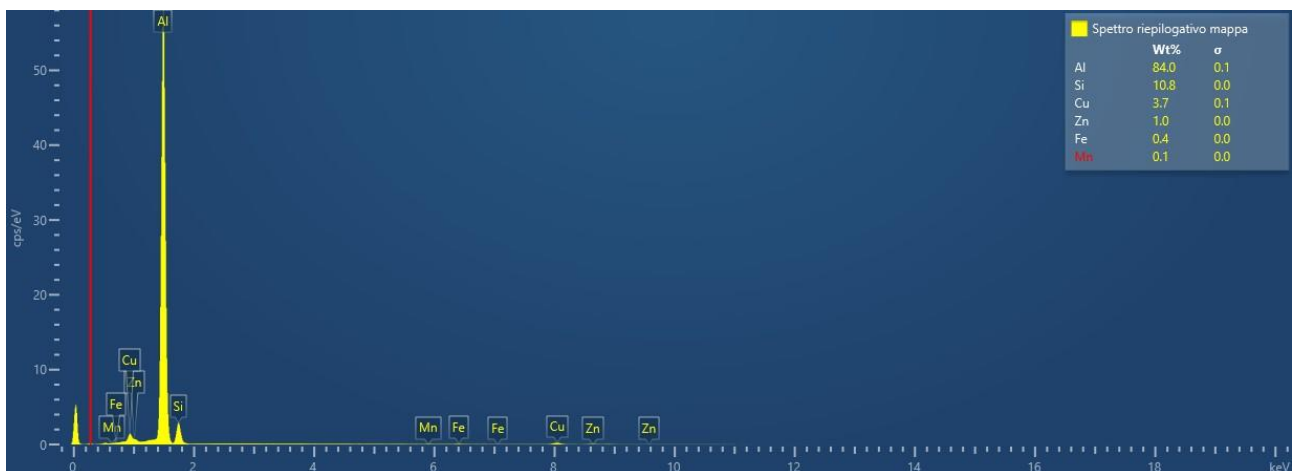 Spettro riepilogativo mappa
Wt% σ
Al 84.0 0.1
Si 10.8 0.0
Cu 3.7 0.1
Zn 1.0 0.0
Fe 0.4 0.0
Mn 0.1 0.0
Al
50
40
cps/eV
30
20
10
Cu
Zn
Fe
Mn
Si
Mn Fe Fe Cu Zn Zn
0
0 2 4 6 8 10 12 14 16 18 keV